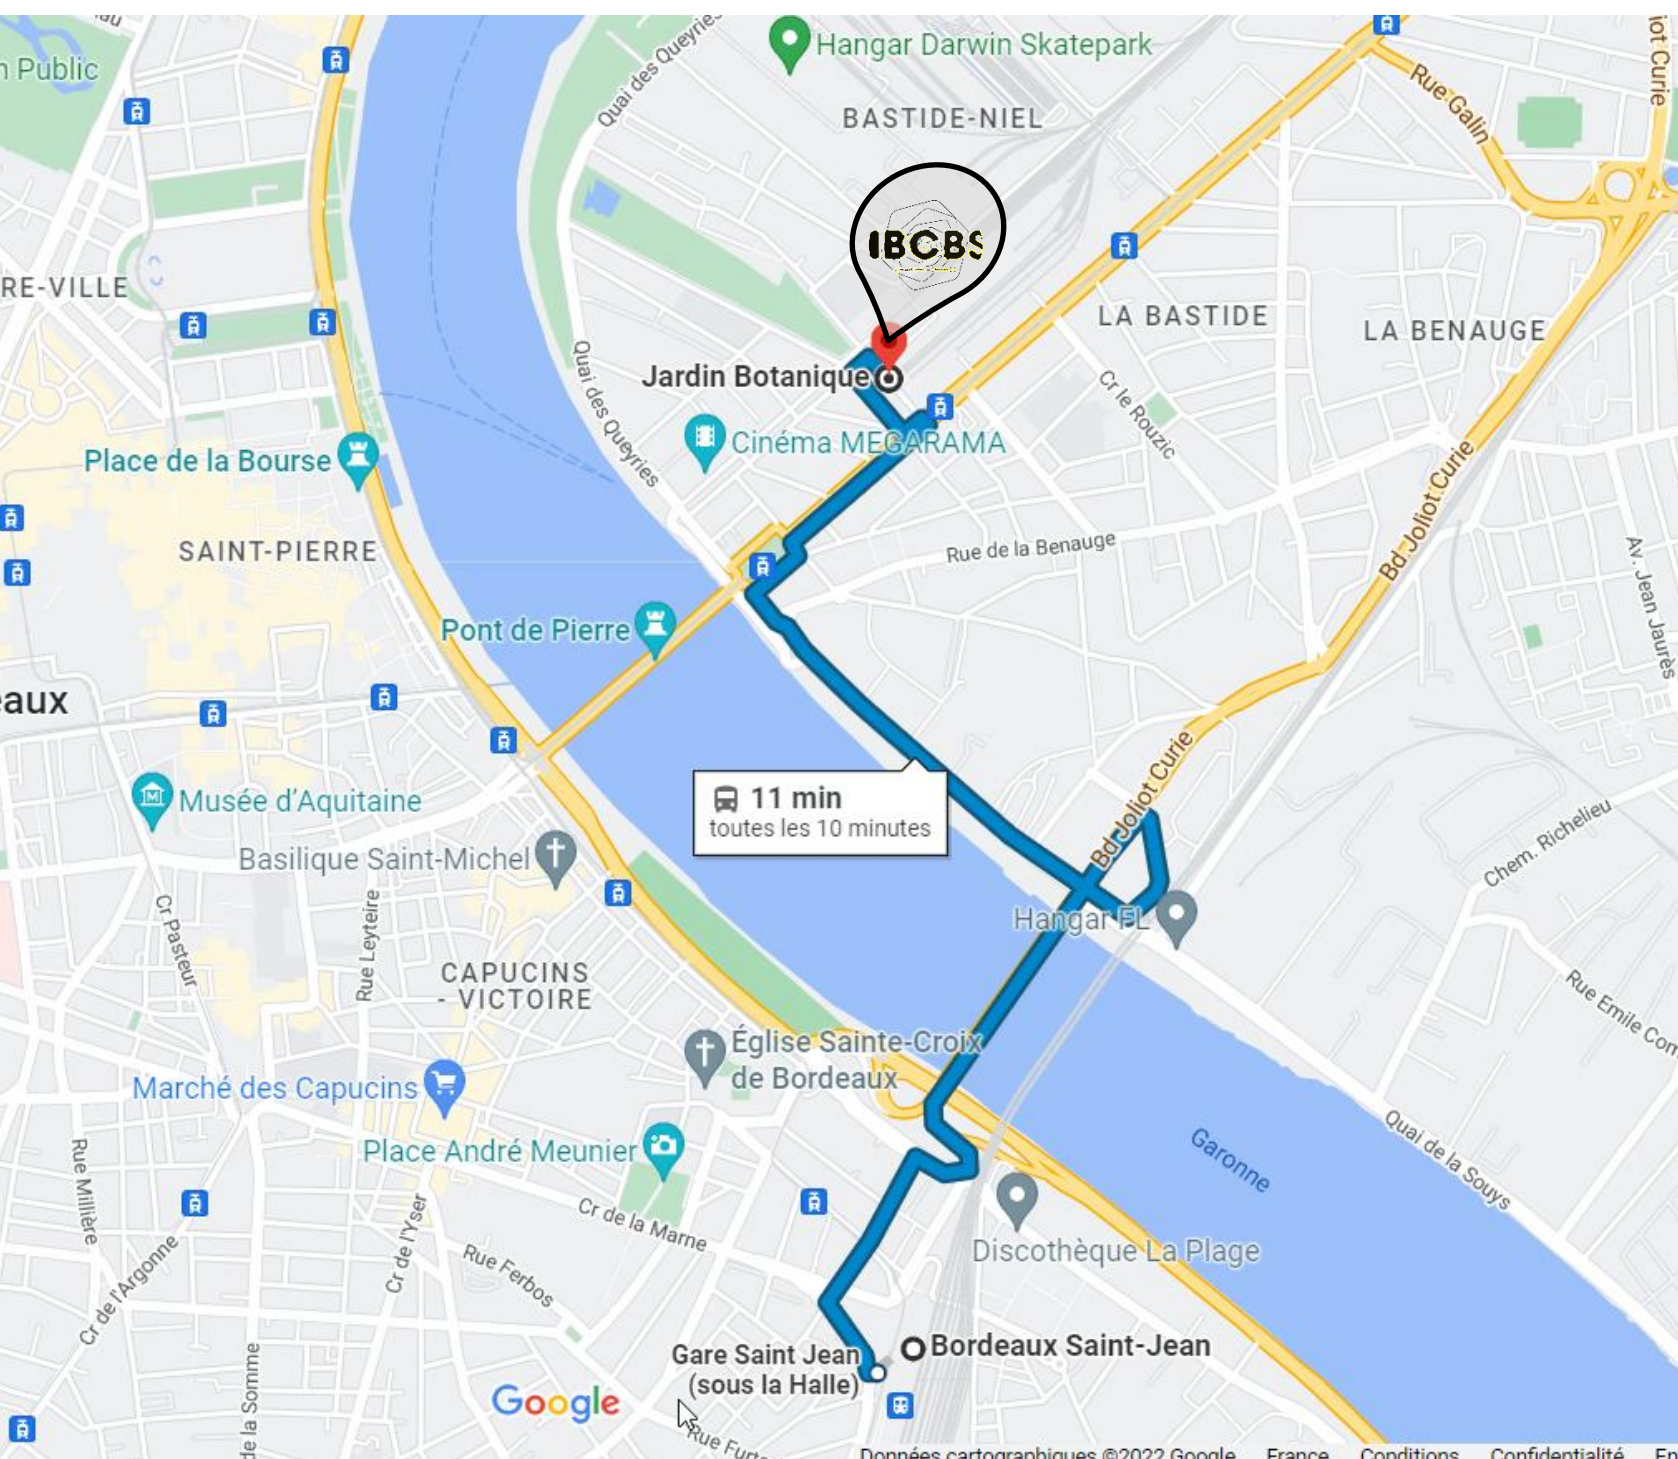 n Public
Hangar Darwin Skatepark
Quai des Queyries
BASTIDE-NIEL
Rue Galin
iot Curie
IBCBS
RE-VILLE
LA BASTIDE
LA BENAUGE
Jardin Botanique
Cr le Rouzic
Quai des Queyries
Cinéma MEGARAMA
Place de la Bourse
Bd Joliot Curie
SAINT-PIERRE
Rue de la Benauge
Av. Jean Jaurès
Pont de Pierre
eaux
Bd Joliot Curie
11 min
toutes les 10 minutes
Musée d'Aquitaine
Basilique Saint-Michel
Chem. Richelieu
Cr Pasteur
Rue Leyteire
Hangar FL
CAPUCINS
- VICTOIRE
Rue Emile Com
Église Sainte-Croix
de Bordeaux
Marché des Capucins
Place André Meunier
Garonne
Quai de la Souys
Rue Millière
Cr de la Marne
Cr de l'Yser
Cr de l'Argonne
Rue Ferbos
Discothèque La Plage
Bordeaux Saint-Jean
Gare Saint Jean
(sous la Halle)
de la Somme
Google
Rue Furt
Données cartographiques ©2022 Google France Conditions Confidentialité En